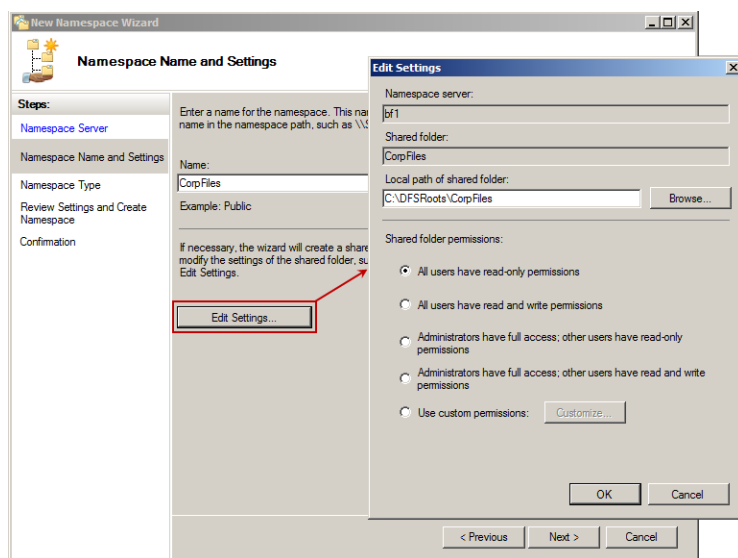 New Namespace Wizard
Namespace Name and Settings
Steps:
Namespace Server
Namespace Name and Settings
Namespace Type
Review Settings and Create
Namespace
Confirmation
Enter a name for the namespace. This
name in the namespace path, such as
Name:
CorpFiles
Example: Public
If necessary, the wizard will create a
modify the settings of the shared folder,
Edit Settings.
Edit Settings...
< Previous
Next >
Cancel
Edit Settings
Namespace server:
bf1
Shared folder:
CorpFiles
Local path of shared folder:
C:\DFSRoots\CorpFiles
Browse...
Shared folder permissions:
All users have read-only permissions
All users have read and write permissions
Administrators have full access; other users have read-only
permissions
Administrators have full access; other users have read and write
permissions
Use custom permissions:
Customize...
OK
Cancel